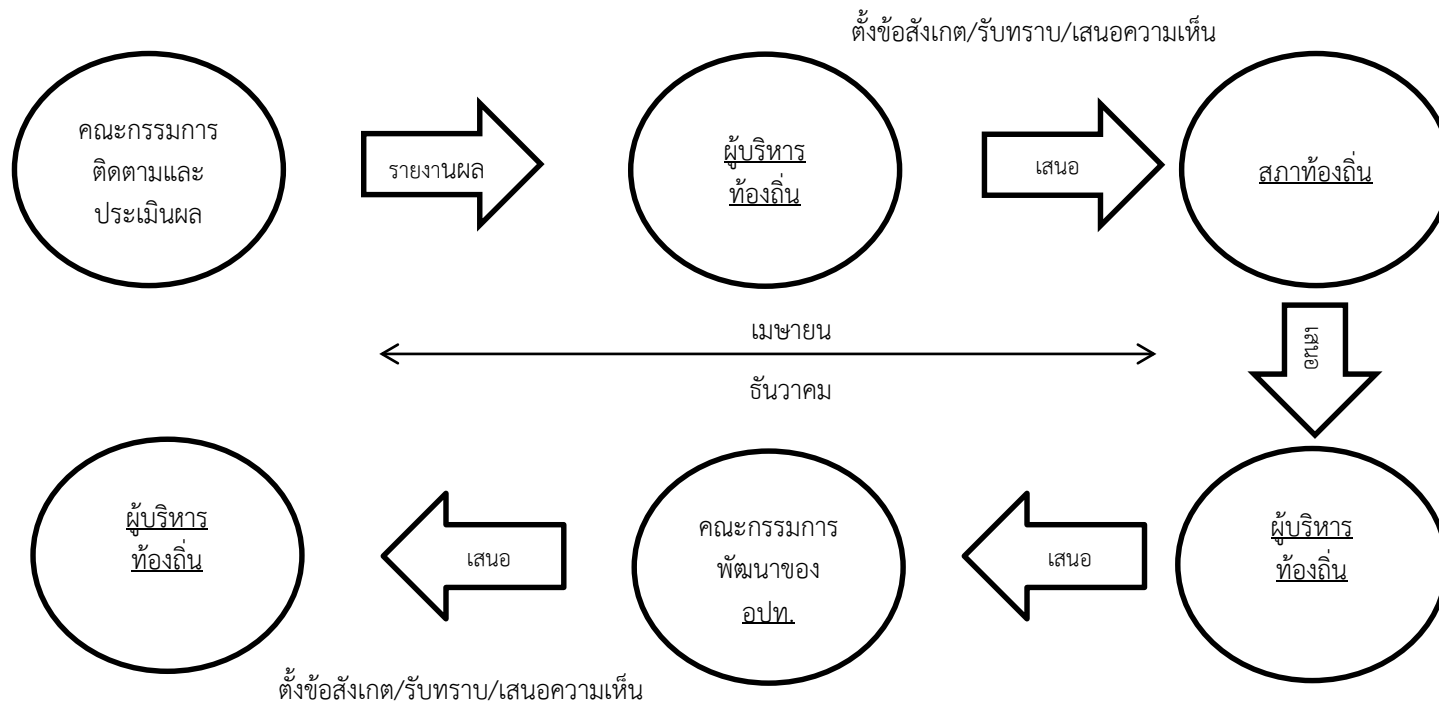 ตั้งข้อสังเกต/รับทราบ/เสนอความเห็น
คณะกรรมการ
ติดตามและ
ประเมินผล
รายงานผล
ผู้บริหาร
ท้องถิ่น
เสนอ
สภาท้องถิ่น
เมษายน
ธันวาคม
เสนอ
ผู้บริหาร
ท้องถิ่น
เสนอ
คณะกรรมการ
พัฒนาของ
อปท.
เสนอ
ผู้บริหาร
ท้องถิ่น
ตั้งข้อสังเกต/รับทราบ/เสนอความเห็น